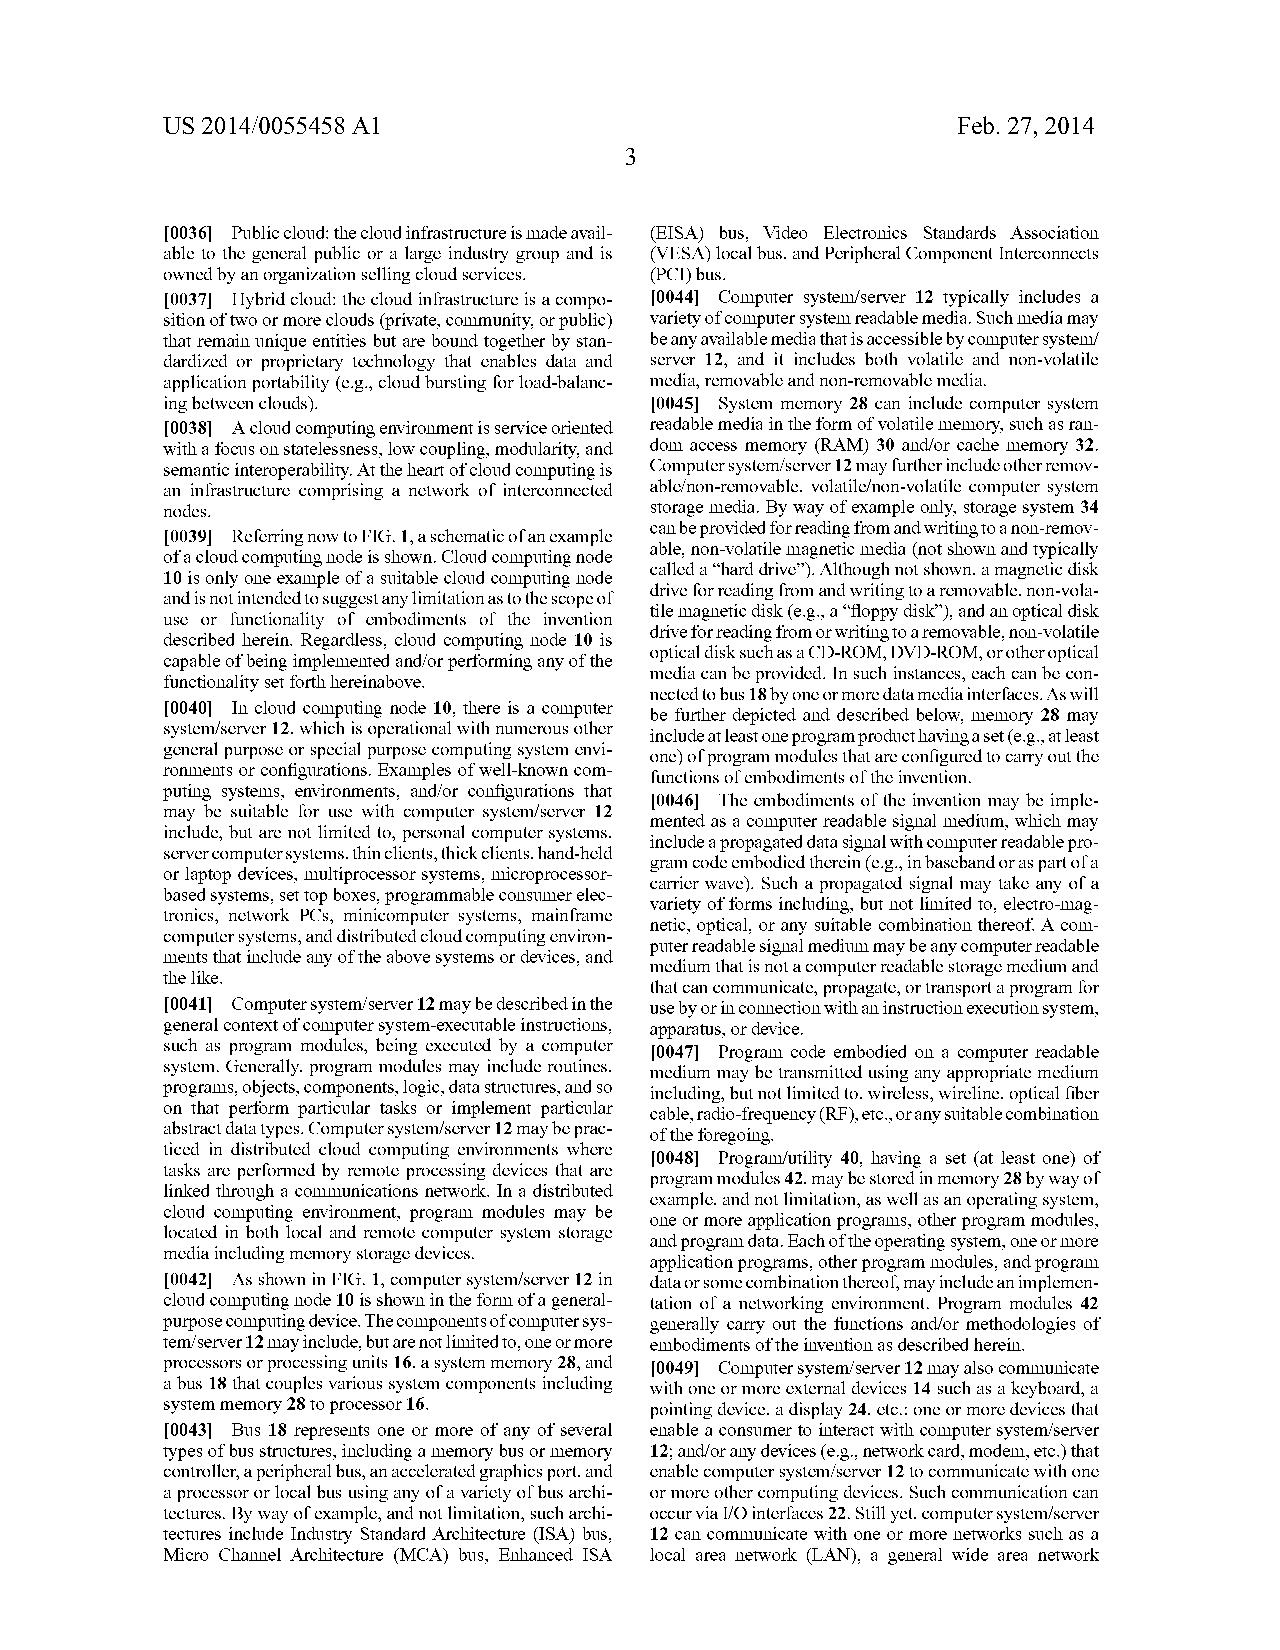 US 2014/0055458 A1
Feb. 27, 2014
3
[0036] Public cloud: the cloud infrastructure is made avail-
able to the general public or a large industry group and is
owned by an organization selling cloud services.
[0037] Hybrid cloud: the cloud infrastructure is a compo-
sition of two or more clouds (private, community, or public)
that remain unique entities but are bound together by stan-
dardized or proprietary technology that enables data and
application portability (e.g., cloud bursting for load-balanc-
ing between clouds).
[0038] A cloud computing environment is service oriented
with a focus on statelessness, low coupling, modularity, and
semantic interoperability. At the heart of cloud computing is
an infrastructure comprising a network of interconnected
nodes.
[0039] Referring now to FIG. 1, a schematic of an example
of a cloud computing node is shown. Cloud computing node
10 is only one example of a suitable cloud computing node
and is not intended to suggest any limitation as to the scope of
use or functionality of embodiments of the invention
described herein. Regardless, cloud computing node 10 is
capable of being implemented and/or performing any of the
functionality set forth hereinabove.
[0040] In cloud computing node 10, there is a computer
system/server 12. which is operational with numerous other
general purpose or special purpose computing system envi-
ronments or configurations. Examples of well-known com-
puting systems, environments, and/or configurations that
may be suitable for use with computer system/server 12
include, but are not limited to, personal computer systems.
server computer systems. thin clients, thick clients. hand-held
or laptop devices, multiprocessor systems, microprocessor-
based systems, set top boxes, programmable consumer elec-
tronics, network PCs, minicomputer systems, mainframe
computer systems, and distributed cloud computing environ-
ments that include any of the above systems or devices, and
the like.
[0041] Computer system/server 12 may be described in the
general context of computer system-executable instructions,
such as program modules, being executed by a computer
system. Generally. program modules may include routines.
programs, objects, components, logic, data structures, and so
on that perform particular tasks or implement particular
abstract data types. Computer system/server 12 may be prac-
ticed in distributed cloud computing environments where
tasks are performed by remote processing devices that are
linked through a communications network. In a distributed
cloud computing environment, program modules may be
located in both local and remote computer system storage
media including memory storage devices.
[0042] As shown in FIG. 1, computer system/server 12 in
cloud computing node 10 is shown in the form of a general-
purpose computing device. The components of computer sys-
tem/server 12 may include, but are not limited to, one or more
processors or processing units 16. a system memory 28, and
a bus 18 that couples various system components including
system memory 28 to processor 16.
[0043] Bus 18 represents one or more of any of several
types of bus structures, including a memory bus or memory
controller, a peripheral bus, an accelerated graphics port. and
a processor or local bus using any of a variety of bus archi-
tectures. By way of example, and not limitation, such archi-
tectures include Industry Standard Architecture (ISA) bus,
Micro Channel Architecture (MCA) bus, Enhanced ISA
(EISA) bus, Video Electronics Standards Association
(VESA) local bus. and Peripheral Component Interconnects
(PCI) bus.
[0044] Computer system/server 12 typically includes a
variety of computer system readable media. Such media may
be any available media that is accessible by computer system/
server 12, and it includes both volatile and non-volatile
media, removable and non-removable media.
[0045] System memory 28 can include computer system
readable media in the form of volatile memory, such as ran-
dom access memory (RAM) 30 and/or cache memory 32.
Computer system/server 12 may further include other remov-
able/non-removable. volatile/non-volatile computer system
storage media. By way of example only, storage system 34
can be provided for reading from and writing to a non-remov-
able, non-volatile magnetic media (not shown and typically
called a “hard drive”). Although not shown. a magnetic disk
drive for reading from and writing to a removable. non-vola-
tile magnetic disk (e.g., a “floppy disk”), and an optical disk
drive for reading from or writing to a removable, non-volatile
optical disk such as a CD-ROM, DVD-ROM, or other optical
media can be provided. In such instances, each can be con-
nected to bus 18 by one or more data media interfaces. As will
be further depicted and described below, memory 28 may
include at least one program product having a set (e.g., at least
one) of program modules that are configured to carry out the
functions of embodiments of the invention.
[0046] The embodiments of the invention may be imple-
mented as a computer readable signal medium, which may
include a propagated data signal with computer readable pro-
gram code embodied therein (e.g., in baseband or as part of a
carrier wave). Such a propagated signal may take any of a
variety of forms including, but not limited to, electro-mag-
netic, optical, or any suitable combination thereof. A com-
puter readable signal medium may be any computer readable
medium that is not a computer readable storage medium and
that can communicate, propagate, or transport a program for
use by or in connection with an instruction execution system,
apparatus, or device.
[0047] Program code embodied on a computer readable
medium may be transmitted using any appropriate medium
including, but not limited to. wireless, wireline. optical fiber
cable, radio-frequency (RF), etc., or any suitable combination
of the foregoing.
[0048] Program/utility 40, having a set (at least one) of
program modules 42. may be stored in memory 28 by way of
example. and not limitation, as well as an operating system,
one or more application programs, other program modules,
and program data. Each of the operating system, one or more
application programs, other program modules, and program
data or some combination thereof, may include an implemen-
tation of a networking environment. Program modules 42
generally carry out the functions and/or methodologies of
embodiments of the invention as described herein.
[0049] Computer system/server 12 may also communicate
with one or more external devices 14 such as a keyboard, a
pointing device. a display 24. etc.: one or more devices that
enable a consumer to interact with computer system/server
12; and/or any devices (e.g., network card, modem, etc.) that
enable computer system/server 12 to communicate with one
or more other computing devices. Such communication can
occur via I/O interfaces 22. Still yet. computer system/server
12 can communicate with one or more networks such as a
local area network (LAN), a general wide area network